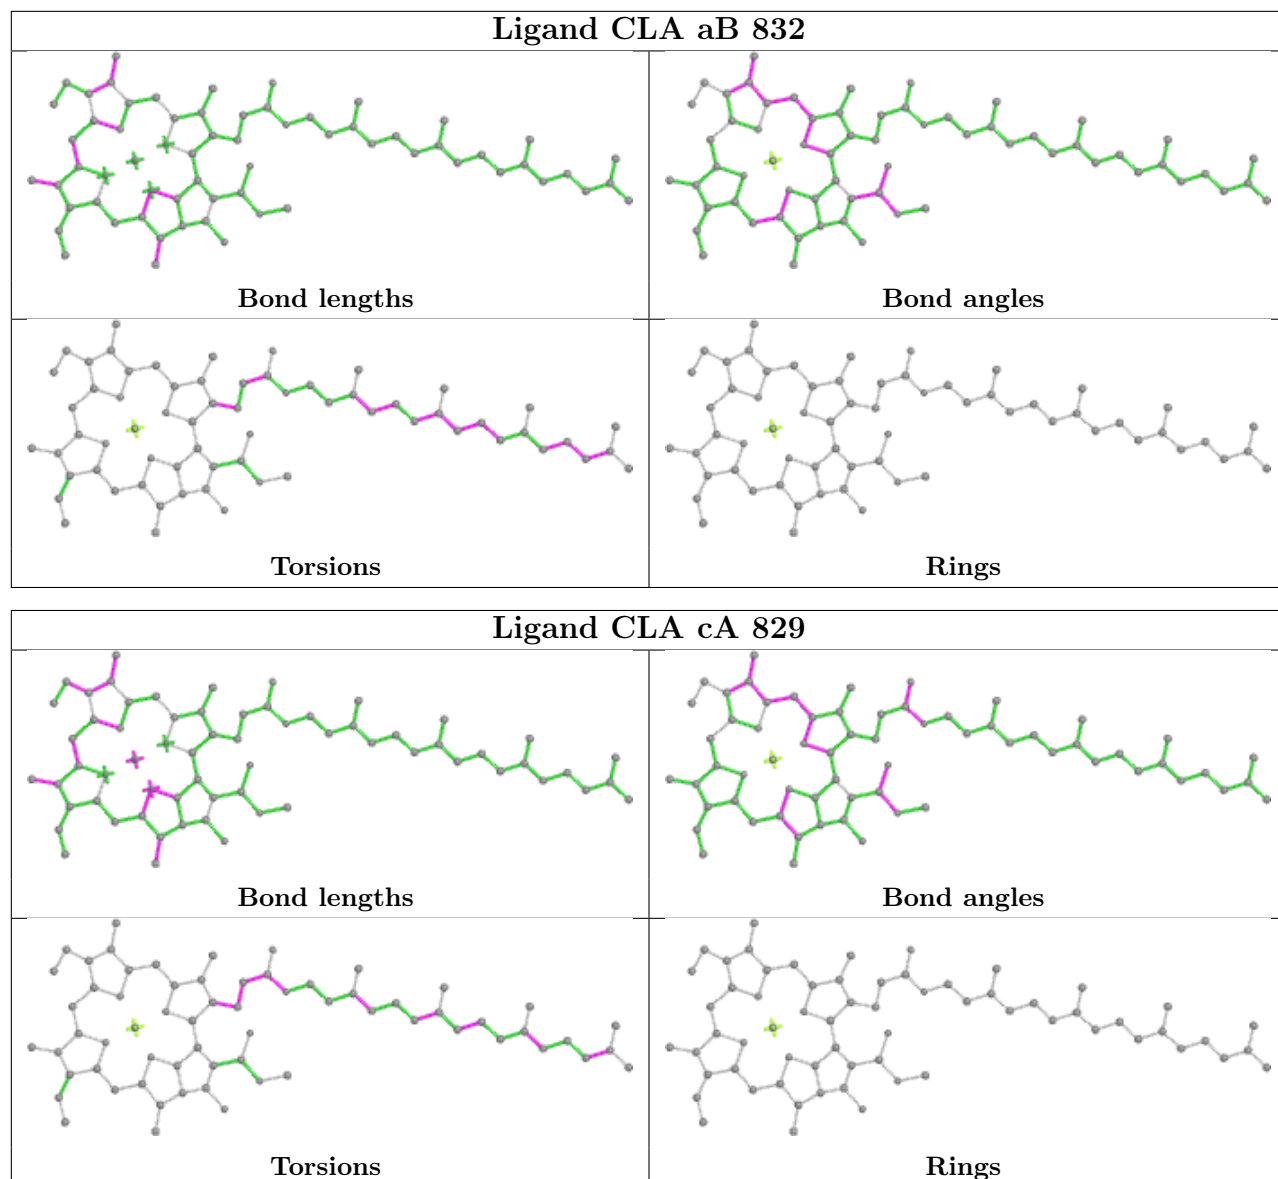 Ligand CLA aB 832
Bond lengths
Bond angles
Torsions
Rings
Ligand CLA cA 829
Bond lengths
Bond angles
Torsions
Rings